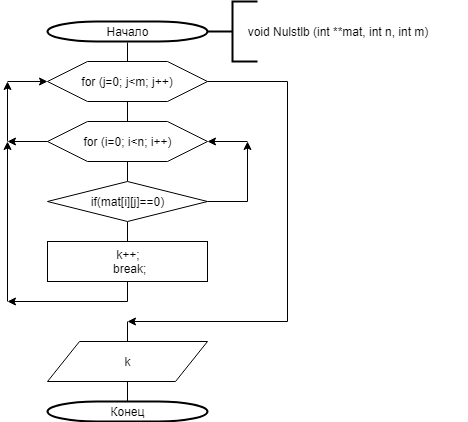 Начало
void Nulstlb (int **mat, int n, int m)
for (j=0; j<m; j++)
for (i=0; i<n; i++)
if(mat[i][j]==0)
k++;
break;
k
Конец